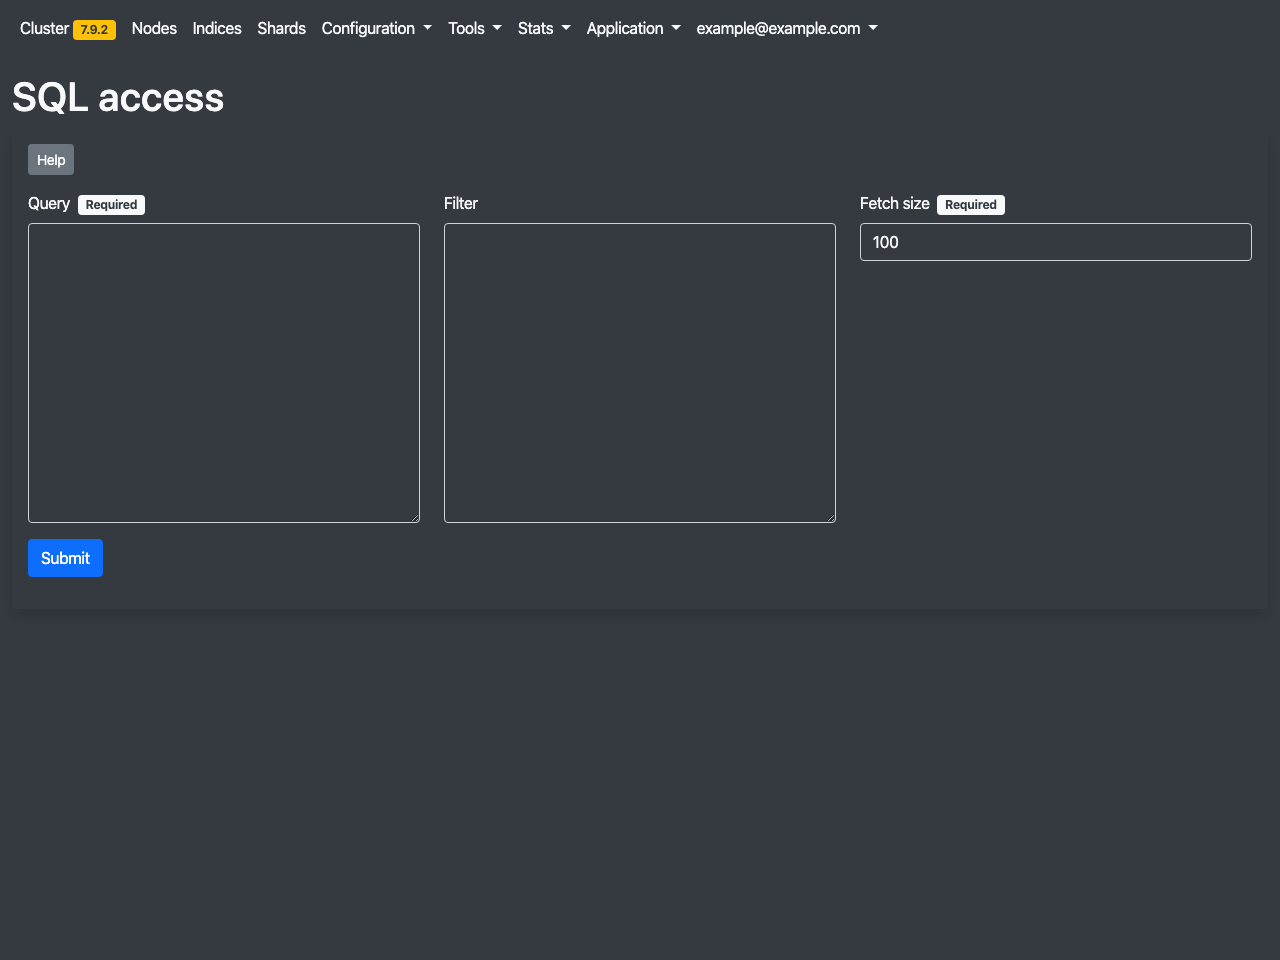 Cluster 7.9.2 Nodes Indices Shards Configuration Tools Stats Application example@example.com
SQL access
Help
Query Required Filter Fetch size Required
100
Submit